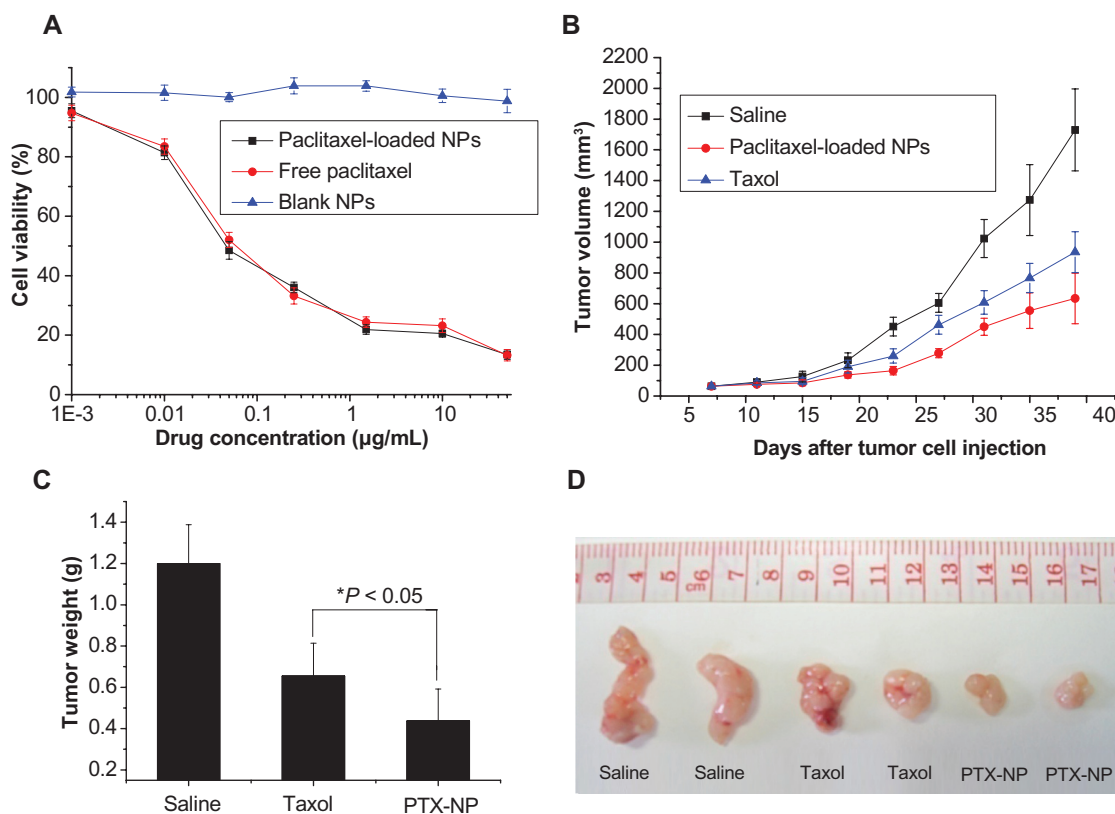 A
Cell viability (%)
100
80
60
40
20
0
Paclitaxel-loaded NPs
Free paclitaxel
Blank NPs
1E-3 0.01 0.1 1 10
Drug concentration (µg/mL)
B
Tumor volume (mm³)
2200
2000
1800
1600
1400
1200
1000
800
600
400
200
0
Saline
Paclitaxel-loaded NPs
Taxol
5 10 15 20 25 30 35 40
Days after tumor cell injection
C
Tumor weight (g)
1.4
1.2
1.0
0.8
0.6
0.4
0.2
*P < 0.05
Saline Taxol PTX-NP
D
2 3 4 5 6 7 8 9 10 11 12 13 14 15 16 17
cm
Saline Saline Taxol Taxol PTX-NP PTX-NP